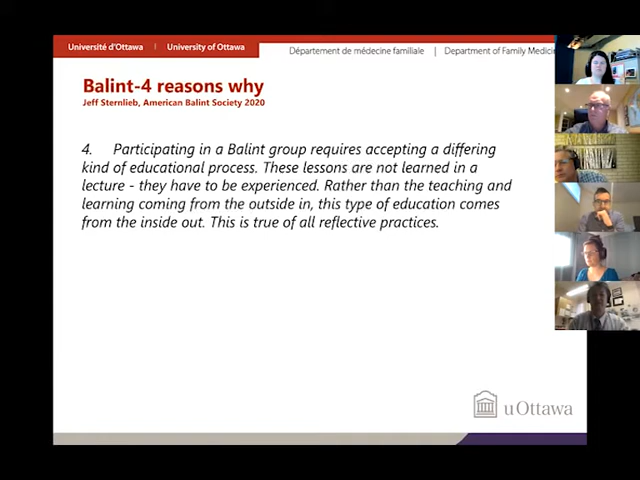 Université d'Ottawa | University of Ottawa
Département de médecine familiale | Department of Family Medicin
Balint-4 reasons why
Jeff Sternlieb, American Balint Society 2020
4. Participating in a Balint group requires accepting a differing
kind of educational process. These lessons are not learned in a
lecture - they have to be experienced. Rather than the teaching and
learning coming from the outside in, this type of education comes
from the inside out. This is true of all reflective practices.
uOttawa